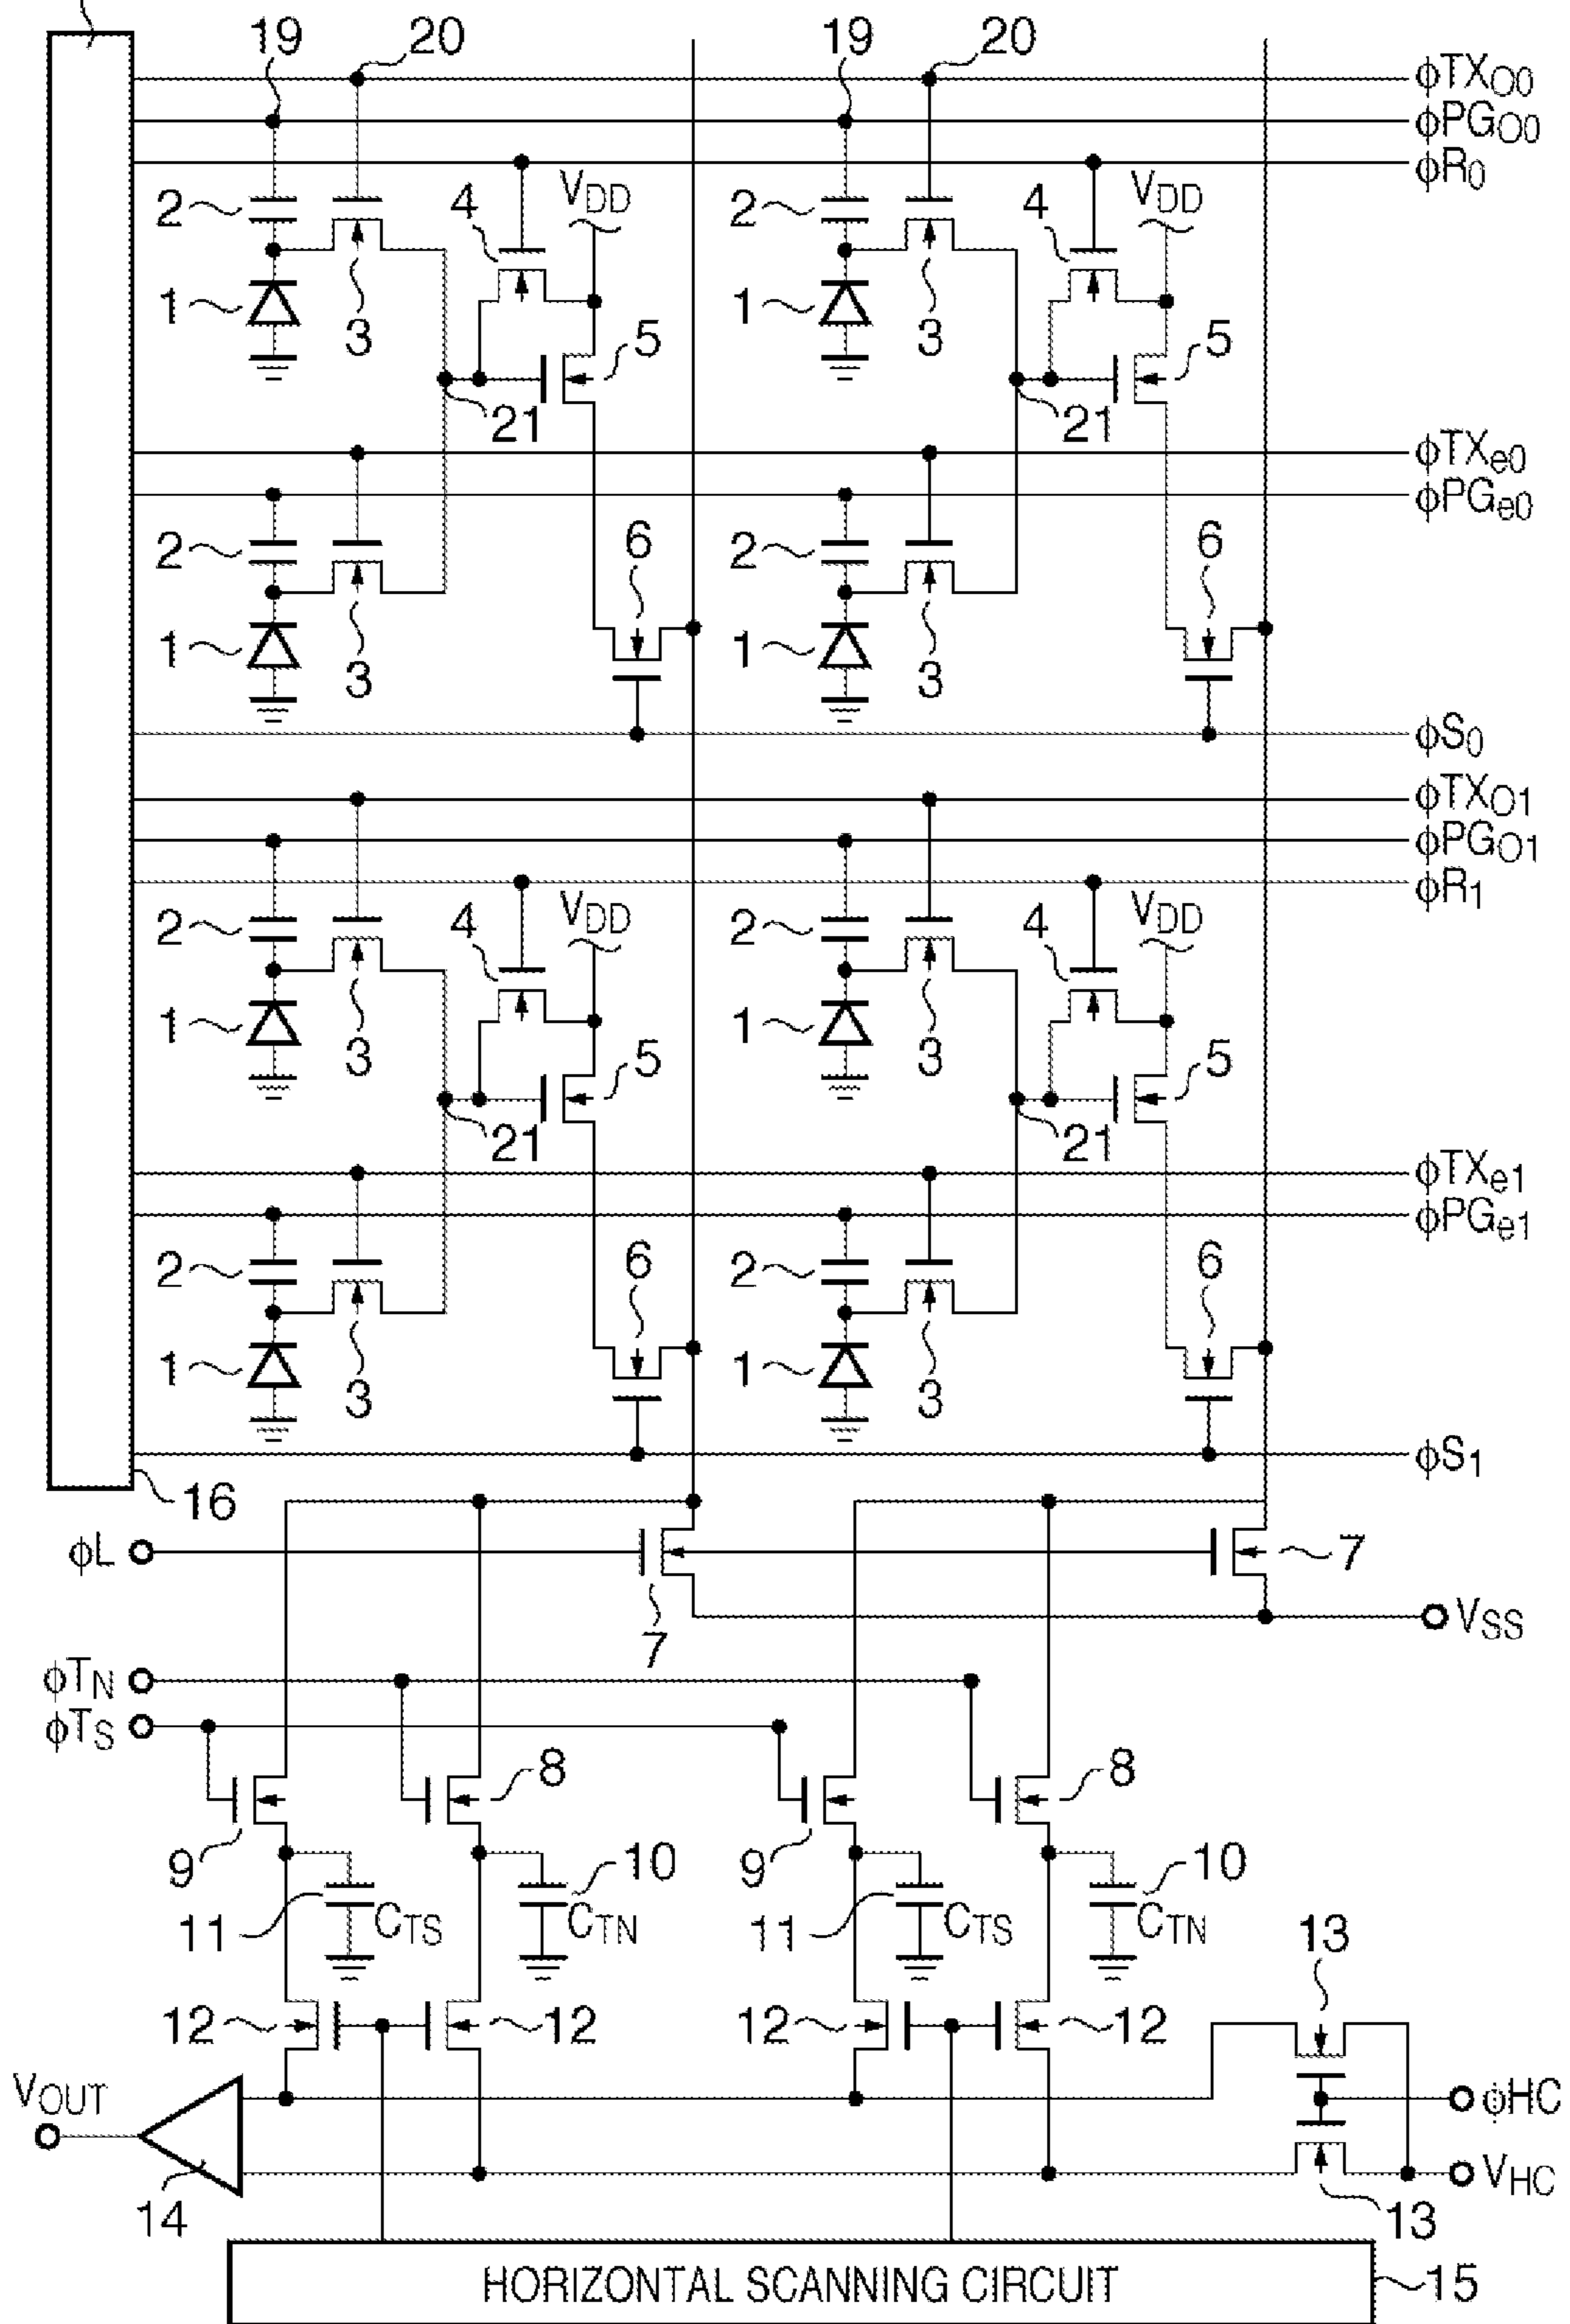 19 20 19 20
ϕTXO0
ϕPGO0
ϕR0
2 4 VDD 2 4 VDD
1 3 5 1 3 5
21 21
ϕTXe0
ϕPGe0
2 6 2 6
1 3 1 3
ϕS0
ϕTXO1
ϕPGO1
ϕR1
2 4 VDD 2 4 VDD
1 3 5 1 3 5
21 21
ϕTXe1
ϕPGe1
2 6 2 6
1 3 1 3
ϕS1
16
ϕL 7
7 VSS
ϕTN
ϕTS
8 8
9 10 9 10
11 CTS CTN 11 CTS CTN
13
12 12 12 12
VOUT ϕHC
VHC
14 13
HORIZONTAL SCANNING CIRCUIT 15